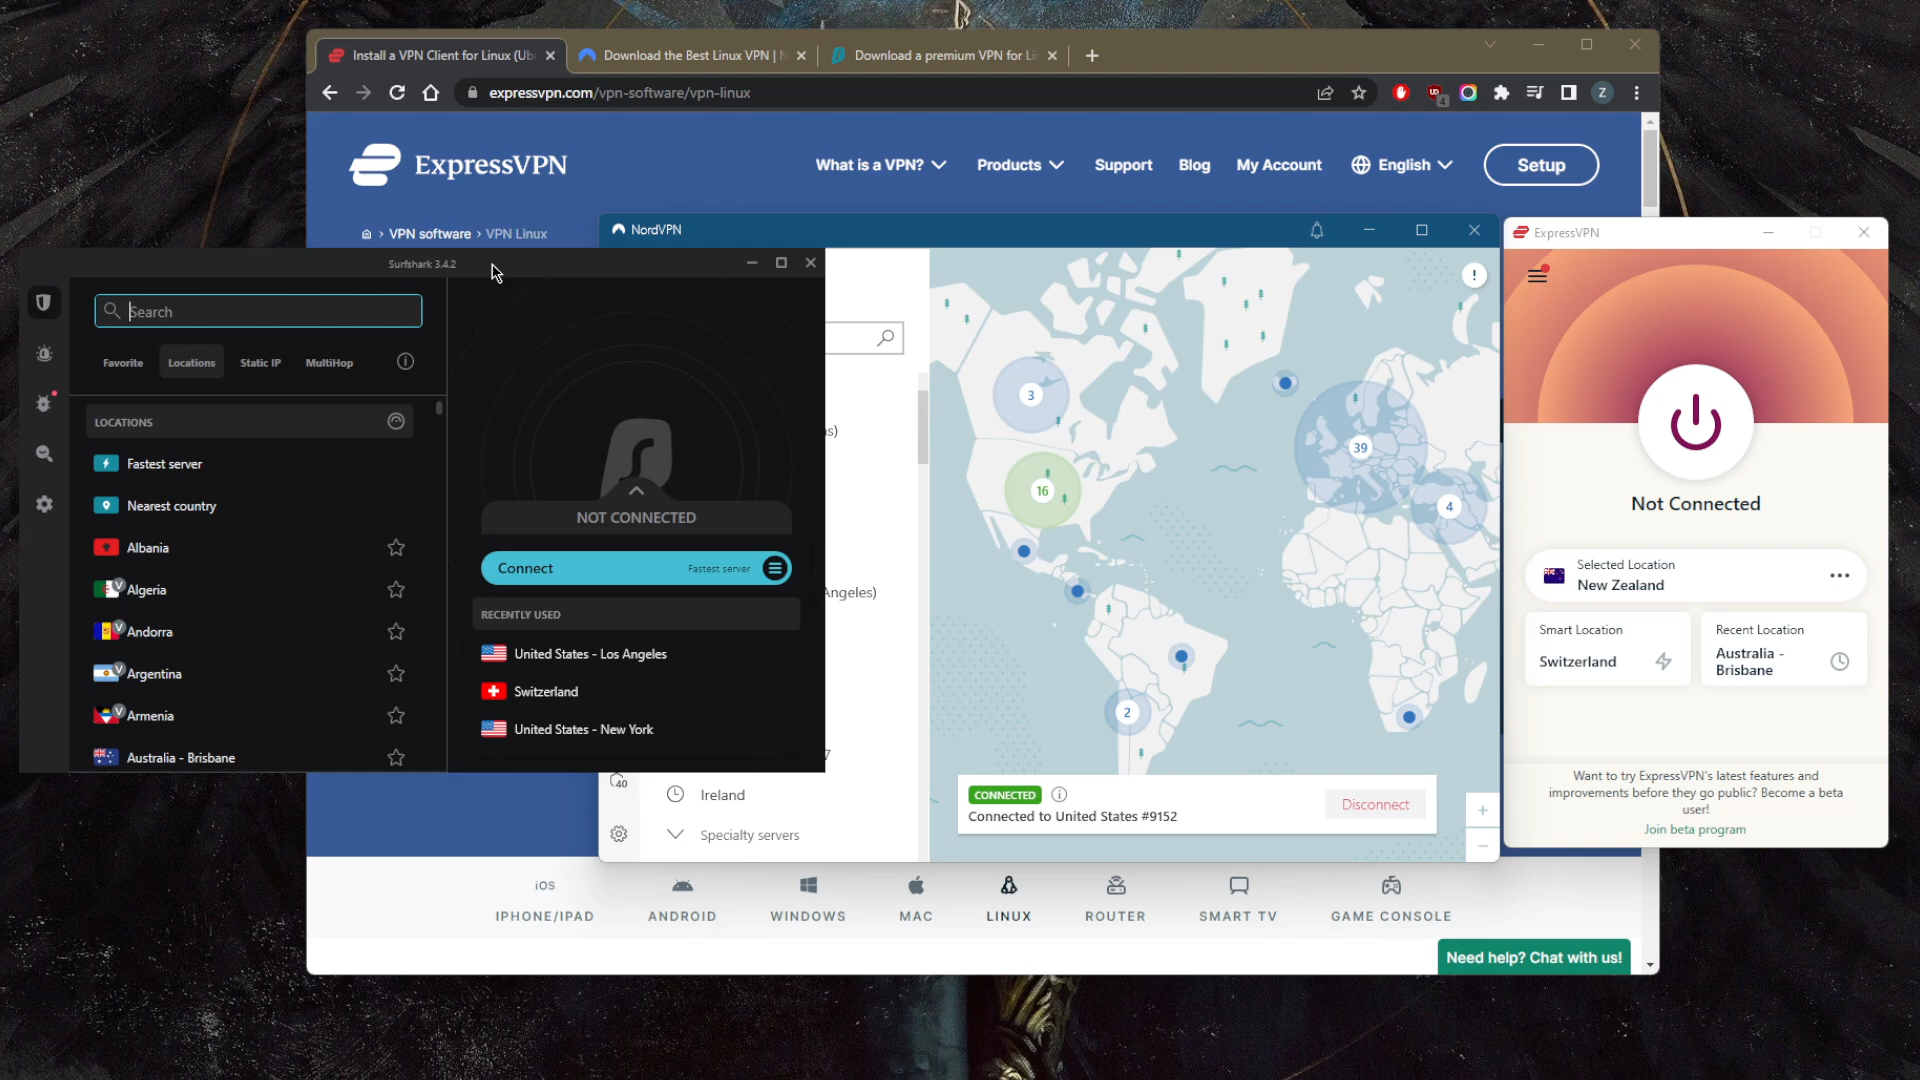 Install a VPN Client for Linux (Ub
Download the Best Linux VPN | N
Download a premium VPN for Li
expressvpn.com/vpn-software/vpn-linux
4
Z
ExpressVPN
What is a VPN?
Products
Support
Blog
My Account
English
Setup
VPN software
VPN Linux
NordVPN
ExpressVPN
Surfshark 3.4.2
Search
Favorite
Locations
Static IP
MultiHop
LOCATIONS
Fastest server
Nearest country
Albania
V
Algeria
V
Andorra
V
Argentina
V
Armenia
Australia - Brisbane
NOT CONNECTED
Connect
Fastest server
RECENTLY USED
United States - Los Angeles
Switzerland
United States - New York
s)
Angeles)
7
40
Ireland
Specialty servers
!
3
16
39
4
2
CONNECTED
Connected to United States #9152
Disconnect
Not Connected
Selected Location
New Zealand
Smart Location
Switzerland
Recent Location
Australia -
Brisbane
Want to try ExpressVPN's latest features and
improvements before they go public? Become a beta
user!
Join beta program
iOS
IPHONE/IPAD
ANDROID
WINDOWS
MAC
LINUX
ROUTER
SMART TV
GAME CONSOLE
Need help? Chat with us!